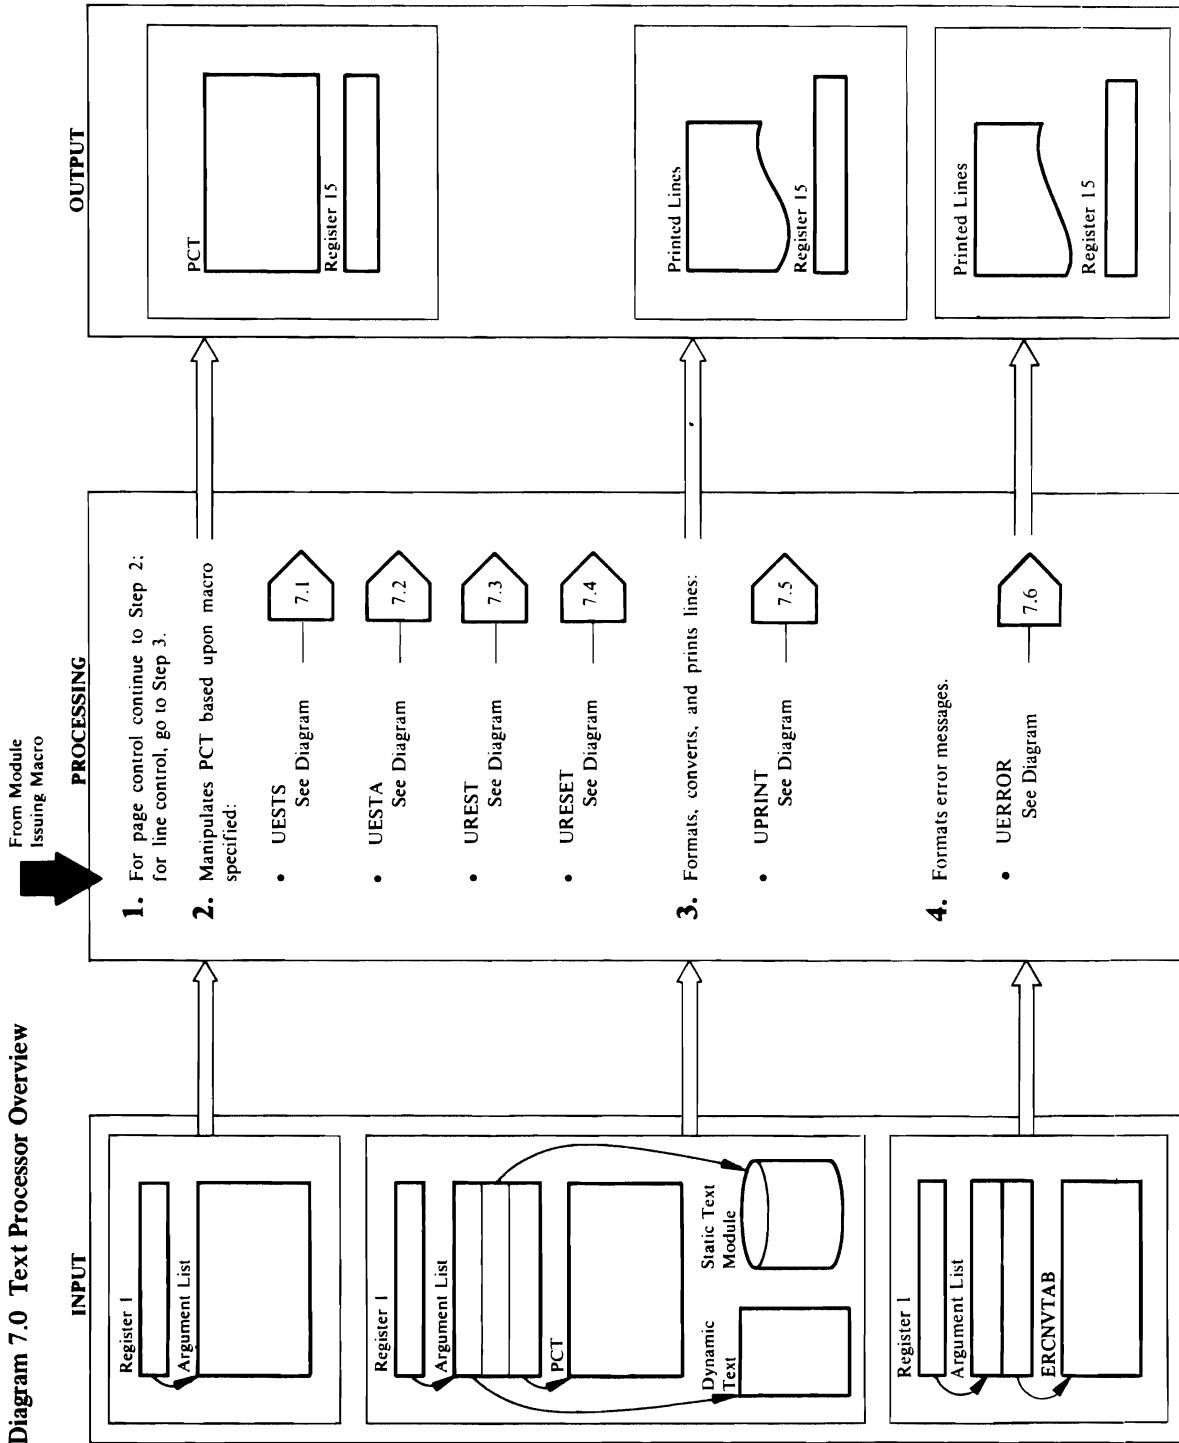 Diagram 7.0 Text Processor Overview
INPUT
Register 1
Argument List
Register 1
Argument List
PCT
Dynamic
Text
Static Text
Module
Register 1
Argument List
ERCNVTAB
From Module
Issuing Macro
PROCESSING
1. For page control continue to Step 2;
for line control, go to Step 3.
2. Manipulates PCT based upon macro
specified:
• UESTS
See Diagram 7.1
• UESTA
See Diagram 7.2
• UREST
See Diagram 7.3
• URESET
See Diagram 7.4
3. Formats, converts, and prints lines:
• UPRINT
See Diagram 7.5
4. Formats error messages.
• UERROR
See Diagram 7.6
OUTPUT
PCT
Register 15
Printed Lines
Register 15
Printed Lines
Register 15